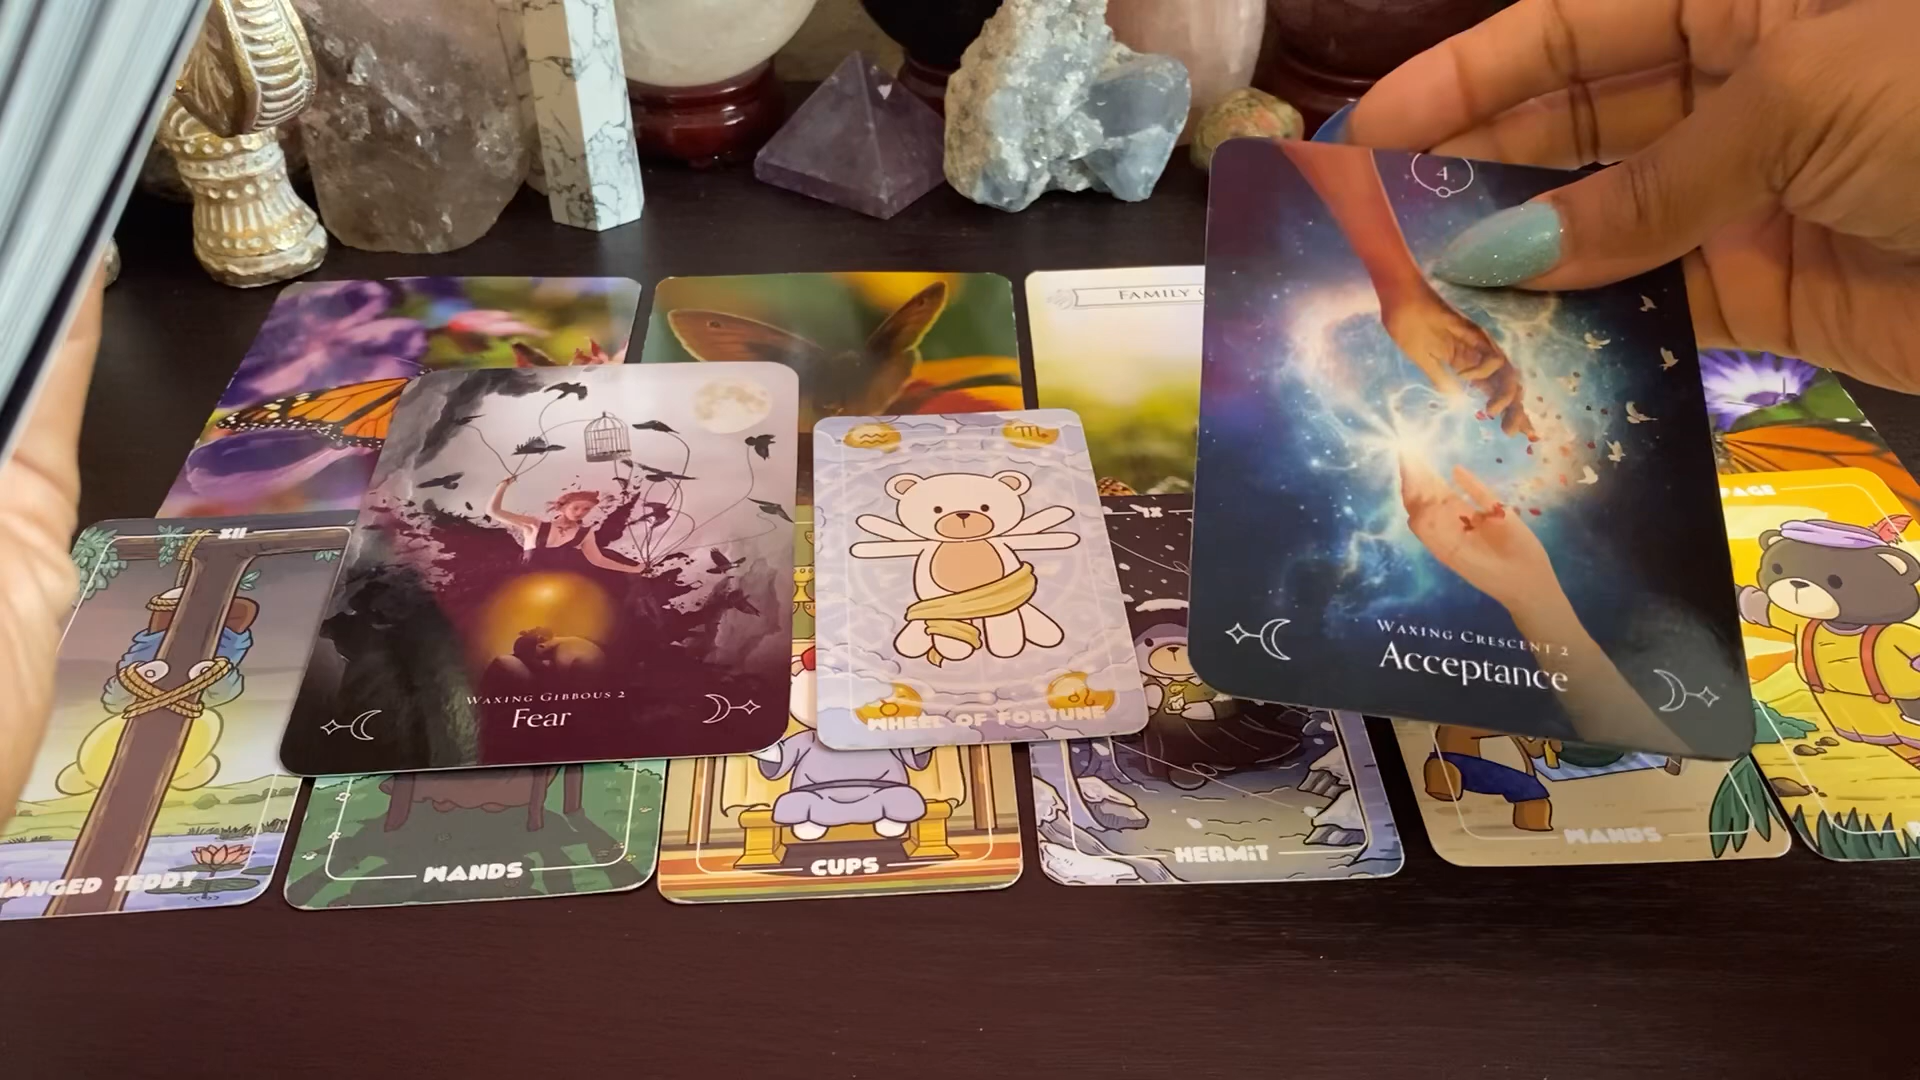 4
FAMILY
XII
WAXING GIBBOUS 2
Fear
WHEEL OF FORTUNE
IX
WAXING CRESCENT 2
Acceptance
PAGE
ANGED TEDDY
WANDS
CUPS
HERMIT
WANDS